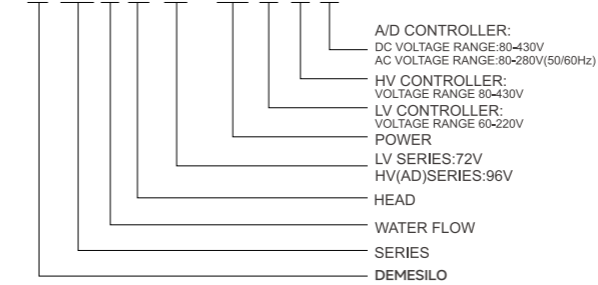 A/D CONTROLLER:
DC VOLTAGE RANGE:80-430V
AC VOLTAGE RANGE:80-280V(50/60Hz)
HV CONTROLLER:
VOLTAGE RANGE 80-430V
LV CONTROLLER:
VOLTAGE RANGE 60-220V
POWER
LV SERIES:72V
HV(AD)SERIES:96V
HEAD
WATER FLOW
SERIES
DEMESILO